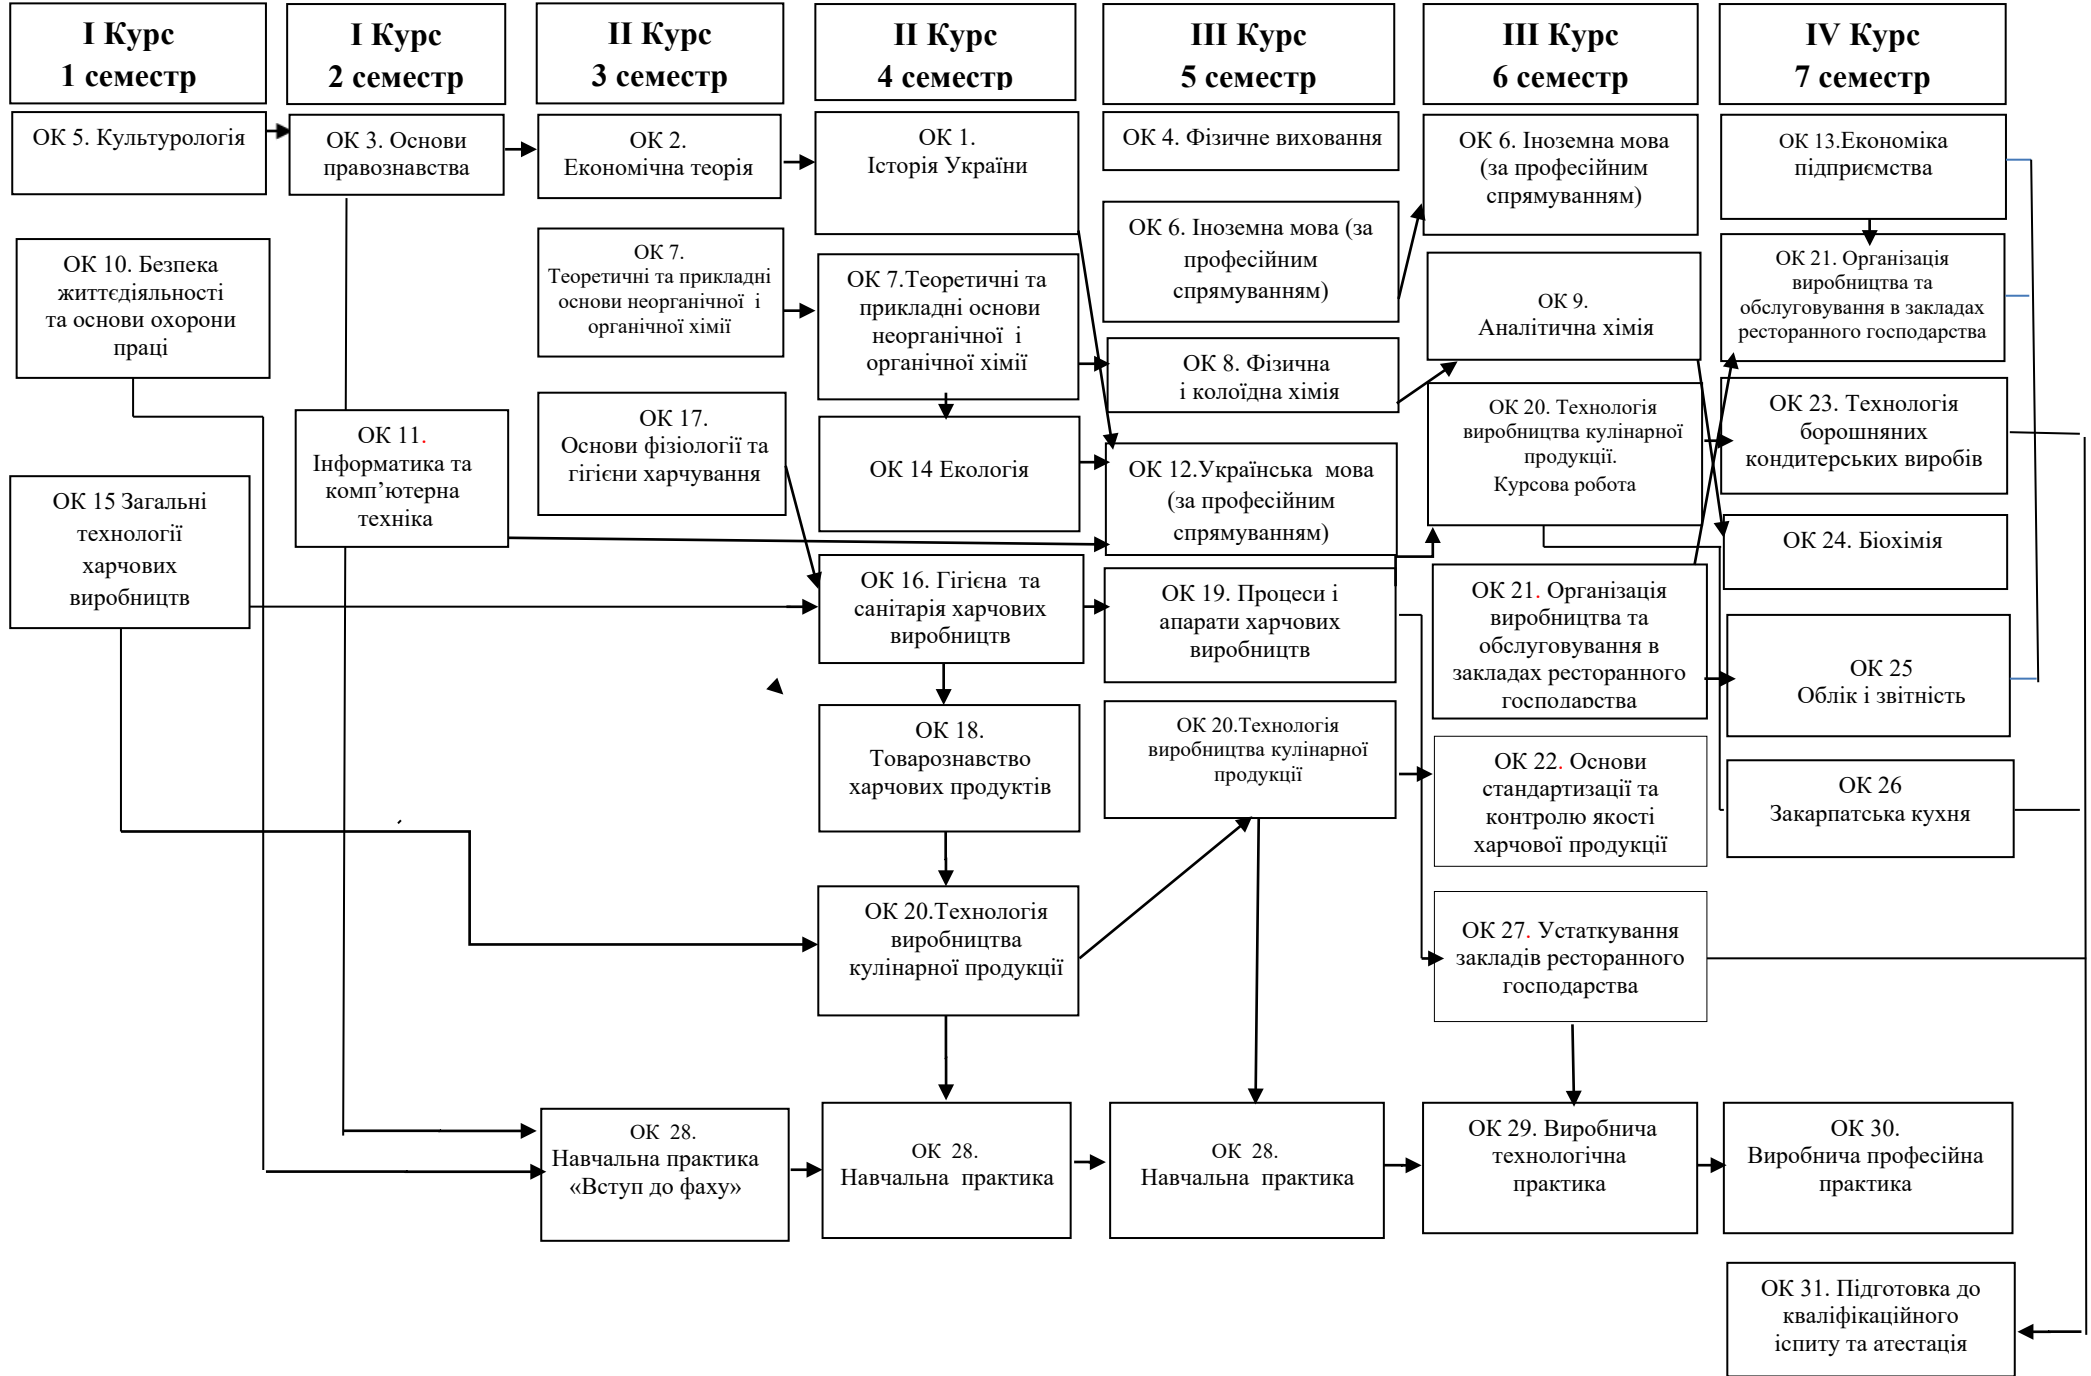 І Курс
1 семестр
І Курс
2 семестр
ІІ Курс
3 семестр
ІІ Курс
4 семестр
ІІІ Курс
5 семестр
ІІІ Курс
6 семестр
ІV Курс
7 семестр
ОК 5. Культурологія
ОК 10. Безпека
життєдіяльності
та основи охорони
праці
ОК 15 Загальні
технології
харчових
виробництв
ОК 3. Основи
правознавства
ОК 11.
Інформатика та
комп’ютерна
техніка
ОК 2.
Економічна теорія
ОК 7.
Теоретичні та прикладні
основи неорганічної і
органічної хімії
ОК 17.
Основи фізіології та
гігієни харчування
ОК 28.
Навчальна практика
«Вступ до фаху»
ОК 1.
Історія України
ОК 7.Теоретичні та
прикладні основи
неорганічної і
органічної хімії
ОК 14 Екологія
ОК 16. Гігієна та
санітарія харчових
виробництв
ОК 18.
Товарознавство
харчових продуктів
ОК 20.Технологія
виробництва
кулінарної продукції
ОК 28.
Навчальна практика
ОК 4. Фізичне виховання
ОК 6. Іноземна мова (за
професійним
спрямуванням)
ОК 8. Фізична
і колоїдна хімія
ОК 12.Українська мова
(за професійним
спрямуванням)
ОК 19. Процеси і
апарати харчових
виробництв
ОК 20.Технологія
виробництва кулінарної
продукції
ОК 28.
Навчальна практика
ОК 6. Іноземна мова
(за професійним
спрямуванням)
ОК 9.
Аналітична хімія
ОК 20. Технологія
виробництва кулінарної
продукції.
Курсова робота
ОК 21. Організація
виробництва та
обслуговування в
закладах ресторанного
господарства
ОК 22. Основи
стандартизації та
контролю якості
харчової продукції
ОК 27. Устаткування
закладів ресторанного
господарства
ОК 29. Виробнича
технологічна
практика
ОК 13.Економіка
підприємства
ОК 21. Організація
виробництва та
обслуговування в закладах
ресторанного господарства
ОК 23. Технологія
борошняних
кондитерських виробів
ОК 24. Біохімія
ОК 25
Облік і звітність
ОК 26
Закарпатська кухня
ОК 30.
Виробнича професійна
практика
ОК 31. Підготовка до
кваліфікаційного
іспиту та атестація